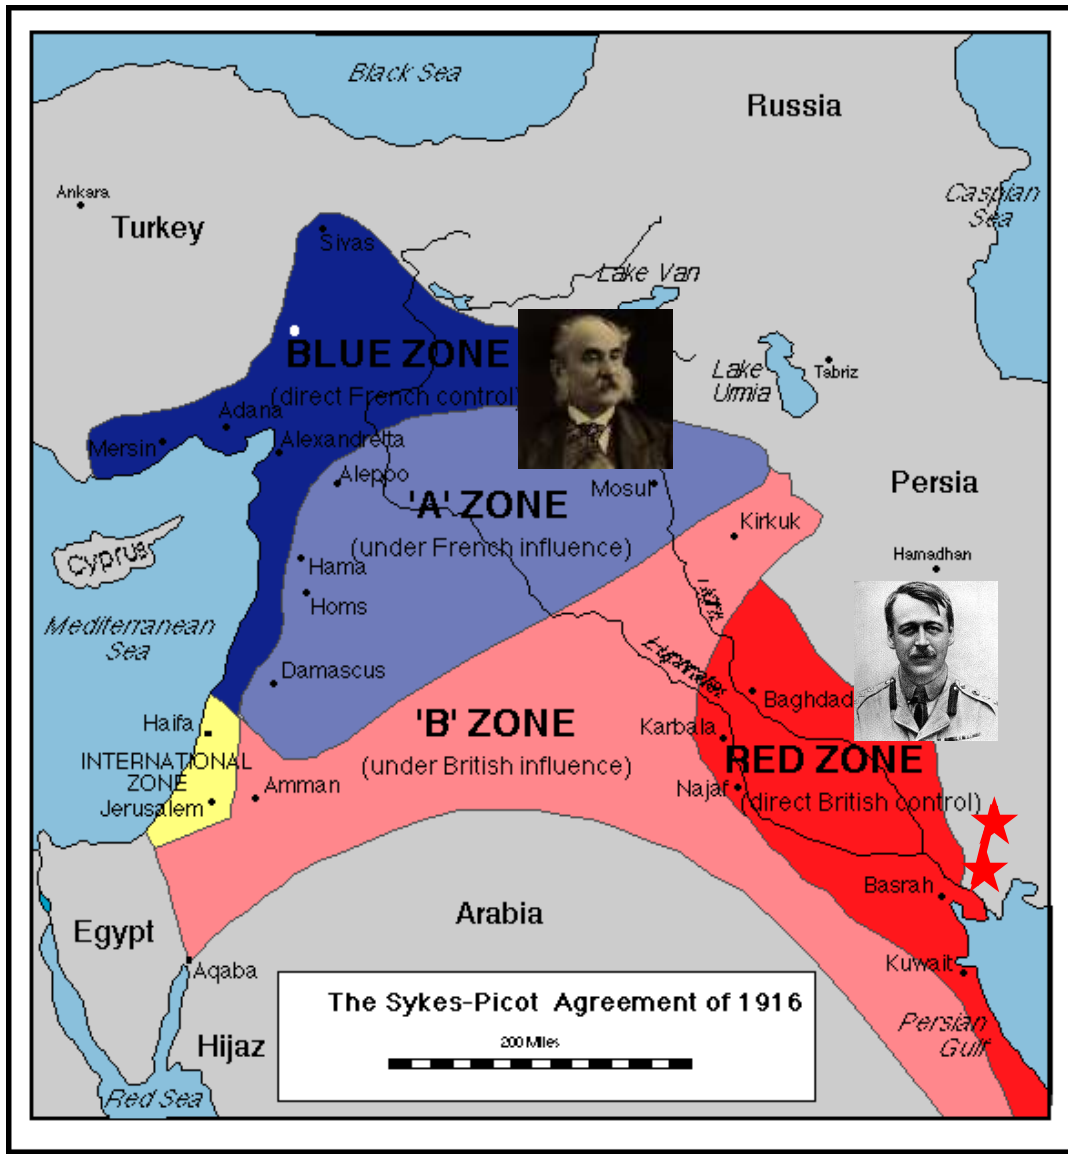 Black Sea
Russia
Caspian
Sea
Ankara
Turkey
Sivas
Lake Van
BLUE ZONE
(direct French control)
Lake
Urmia
Tabriz
Adana
Mersin
Alexandretta
Aleppo
Mosul
Persia
'A' ZONE
(under French influence)
Kirkuk
Cyprus
Hama
Homs
Hamadhan
Tigris
Mediterranean
Sea
Euphrates
Damascus
Baghdad
Haifa
'B' ZONE
(under British influence)
Karbala
INTERNATIONAL
ZONE
RED ZONE
(direct British control)
Jerusalem
Amman
Najaf
Basrah
Egypt
Arabia
Aqaba
Kuwait
The Sykes-Picot Agreement of 1916
200 Miles
Persian
Gulf
Hijaz
Red Sea